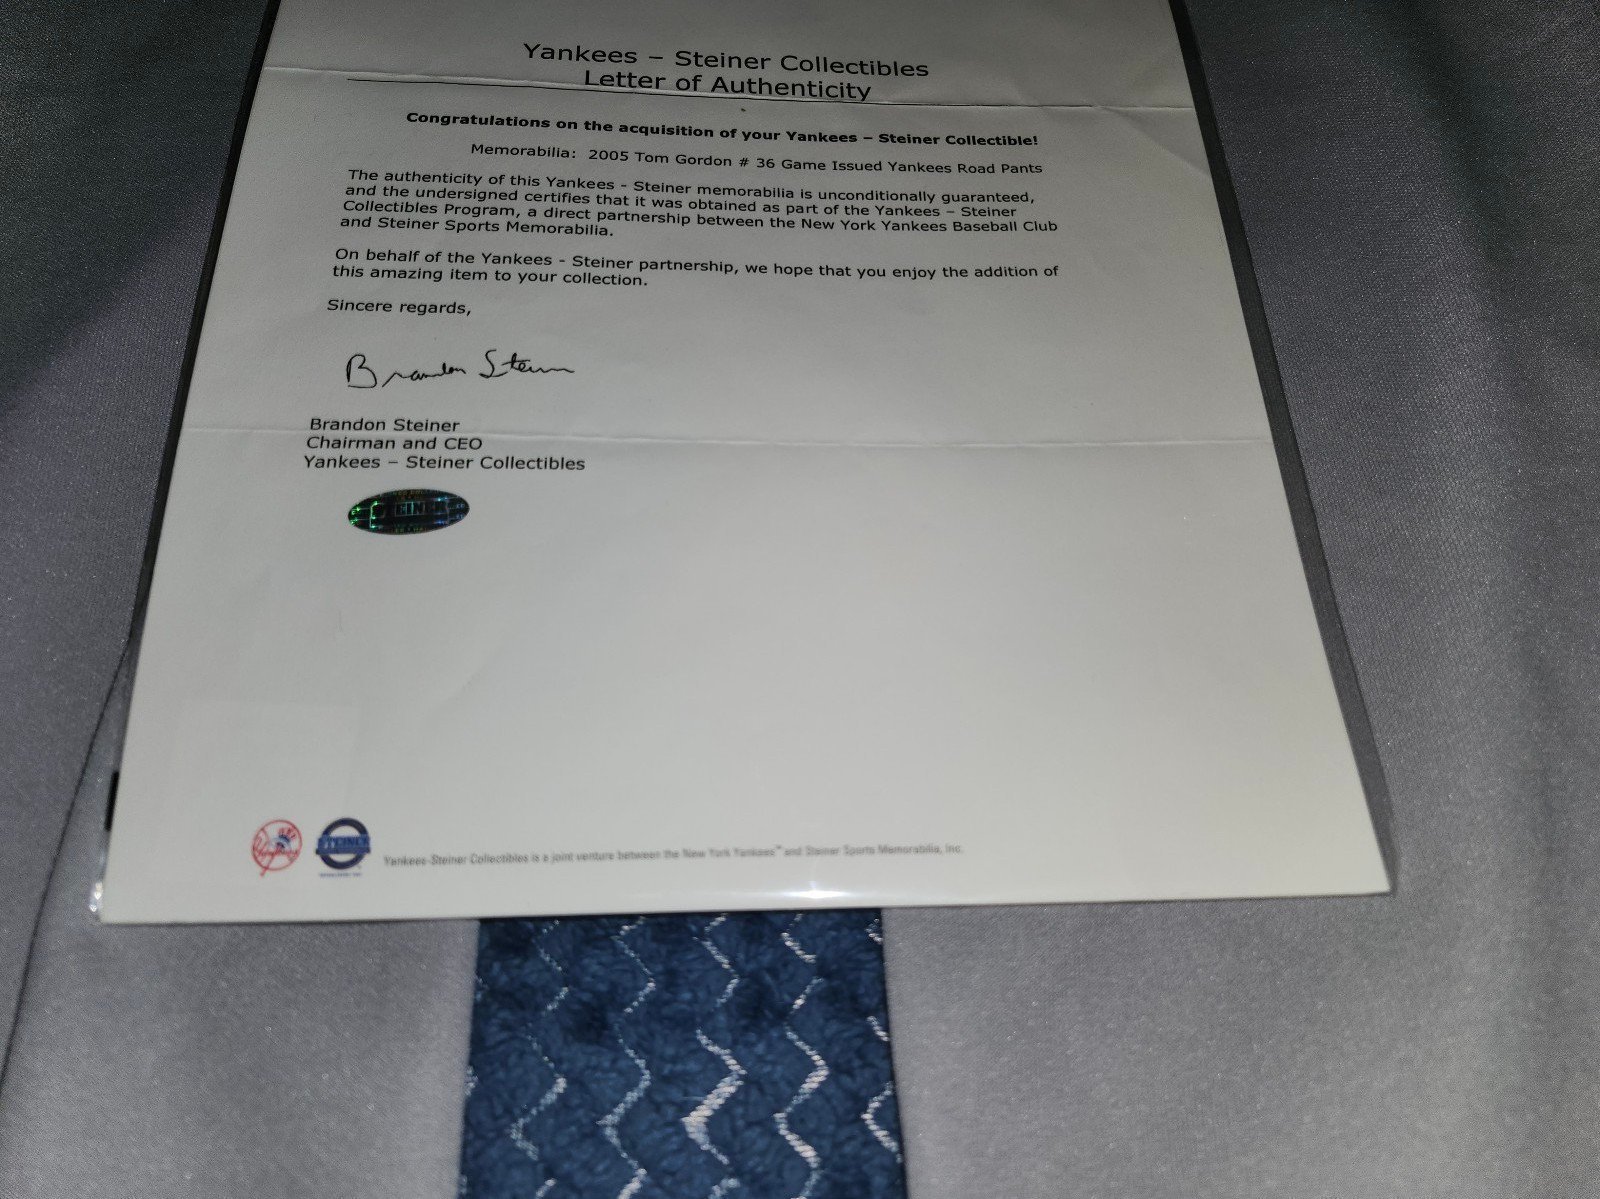 Yankees – Steiner Collectibles
Letter of Authenticity
Congratulations on the acquisition of your Yankees – Steiner Collectible!
Memorabilia: 2005 Tom Gordon # 36 Game Issued Yankees Road Pants
The authenticity of this Yankees - Steiner memorabilia is unconditionally guaranteed,
and the undersigned certifies that it was obtained as part of the Yankees – Steiner
Collectibles Program, a direct partnership between the New York Yankees Baseball Club
and Steiner Sports Memorabilia.
On behalf of the Yankees - Steiner partnership, we hope that you enjoy the addition of
this amazing item to your collection.
Sincere regards,
Brandon Steiner
Brandon Steiner
Chairman and CEO
Yankees – Steiner Collectibles
STEINER
STEINER
Yankees-Steiner Collectibles is a joint venture between the New York Yankees™ and Steiner Sports Memorabilia, Inc.